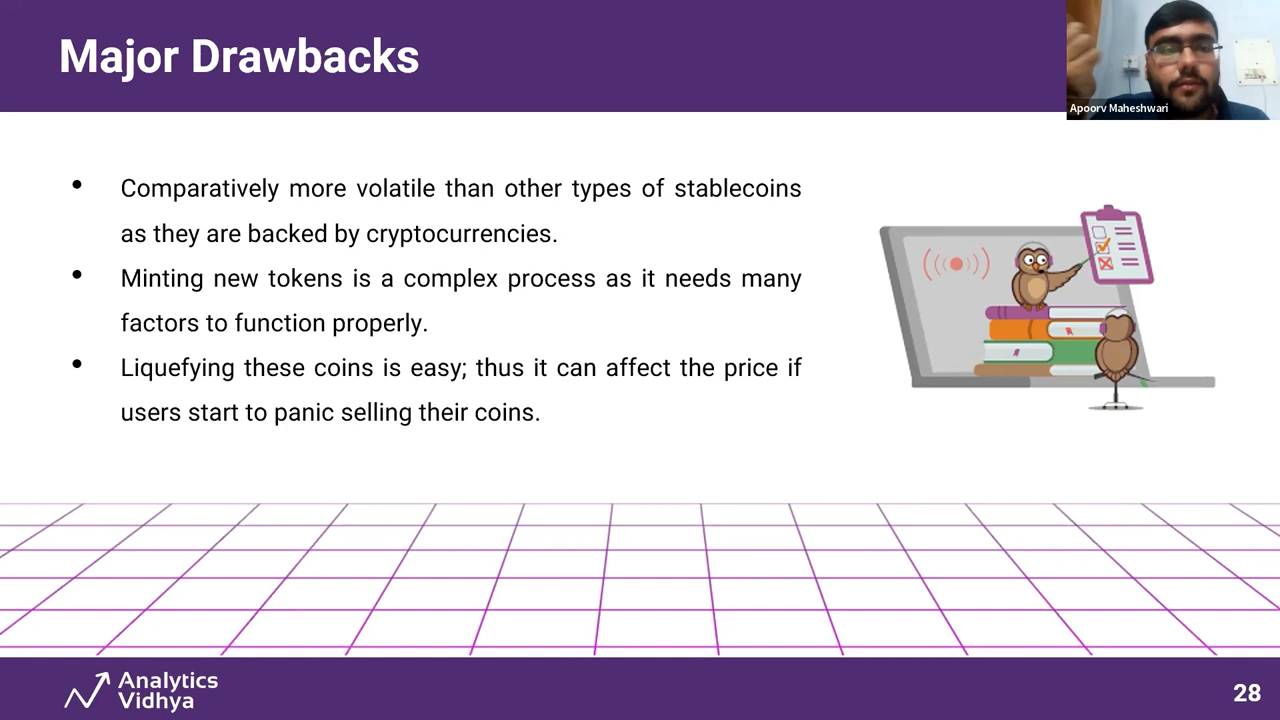 Major Drawbacks
Apoorv Maheshwari
• Comparatively more volatile than other types of stablecoins
as they are backed by cryptocurrencies.
• Minting new tokens is a complex process as it needs many
factors to function properly.
• Liquefying these coins is easy; thus it can affect the price if
users start to panic selling their coins.
Analytics
Vidhya
28